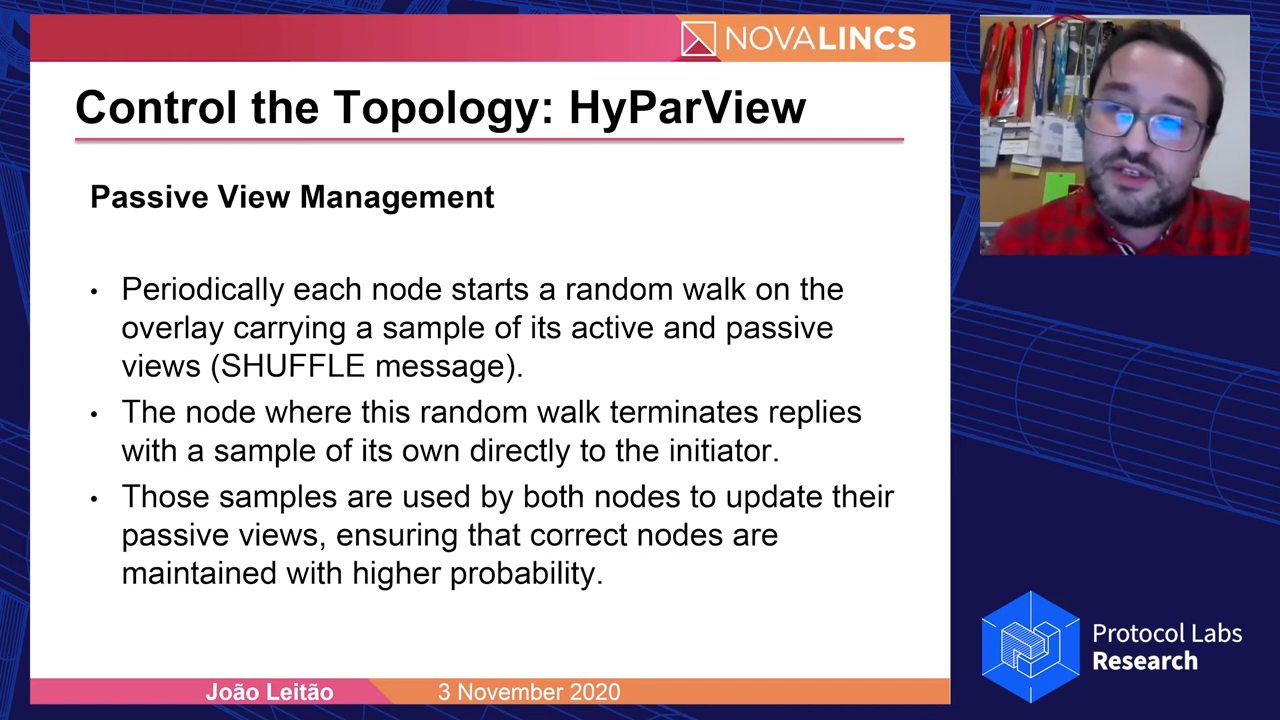 NOVALINCS
Control the Topology: HyParView
Passive View Management
• Periodically each node starts a random walk on the
overlay carrying a sample of its active and passive
views (SHUFFLE message).
• The node where this random walk terminates replies
with a sample of its own directly to the initiator.
• Those samples are used by both nodes to update their
passive views, ensuring that correct nodes are
maintained with higher probability.
João Leitão
3 November 2020
Protocol Labs
Research